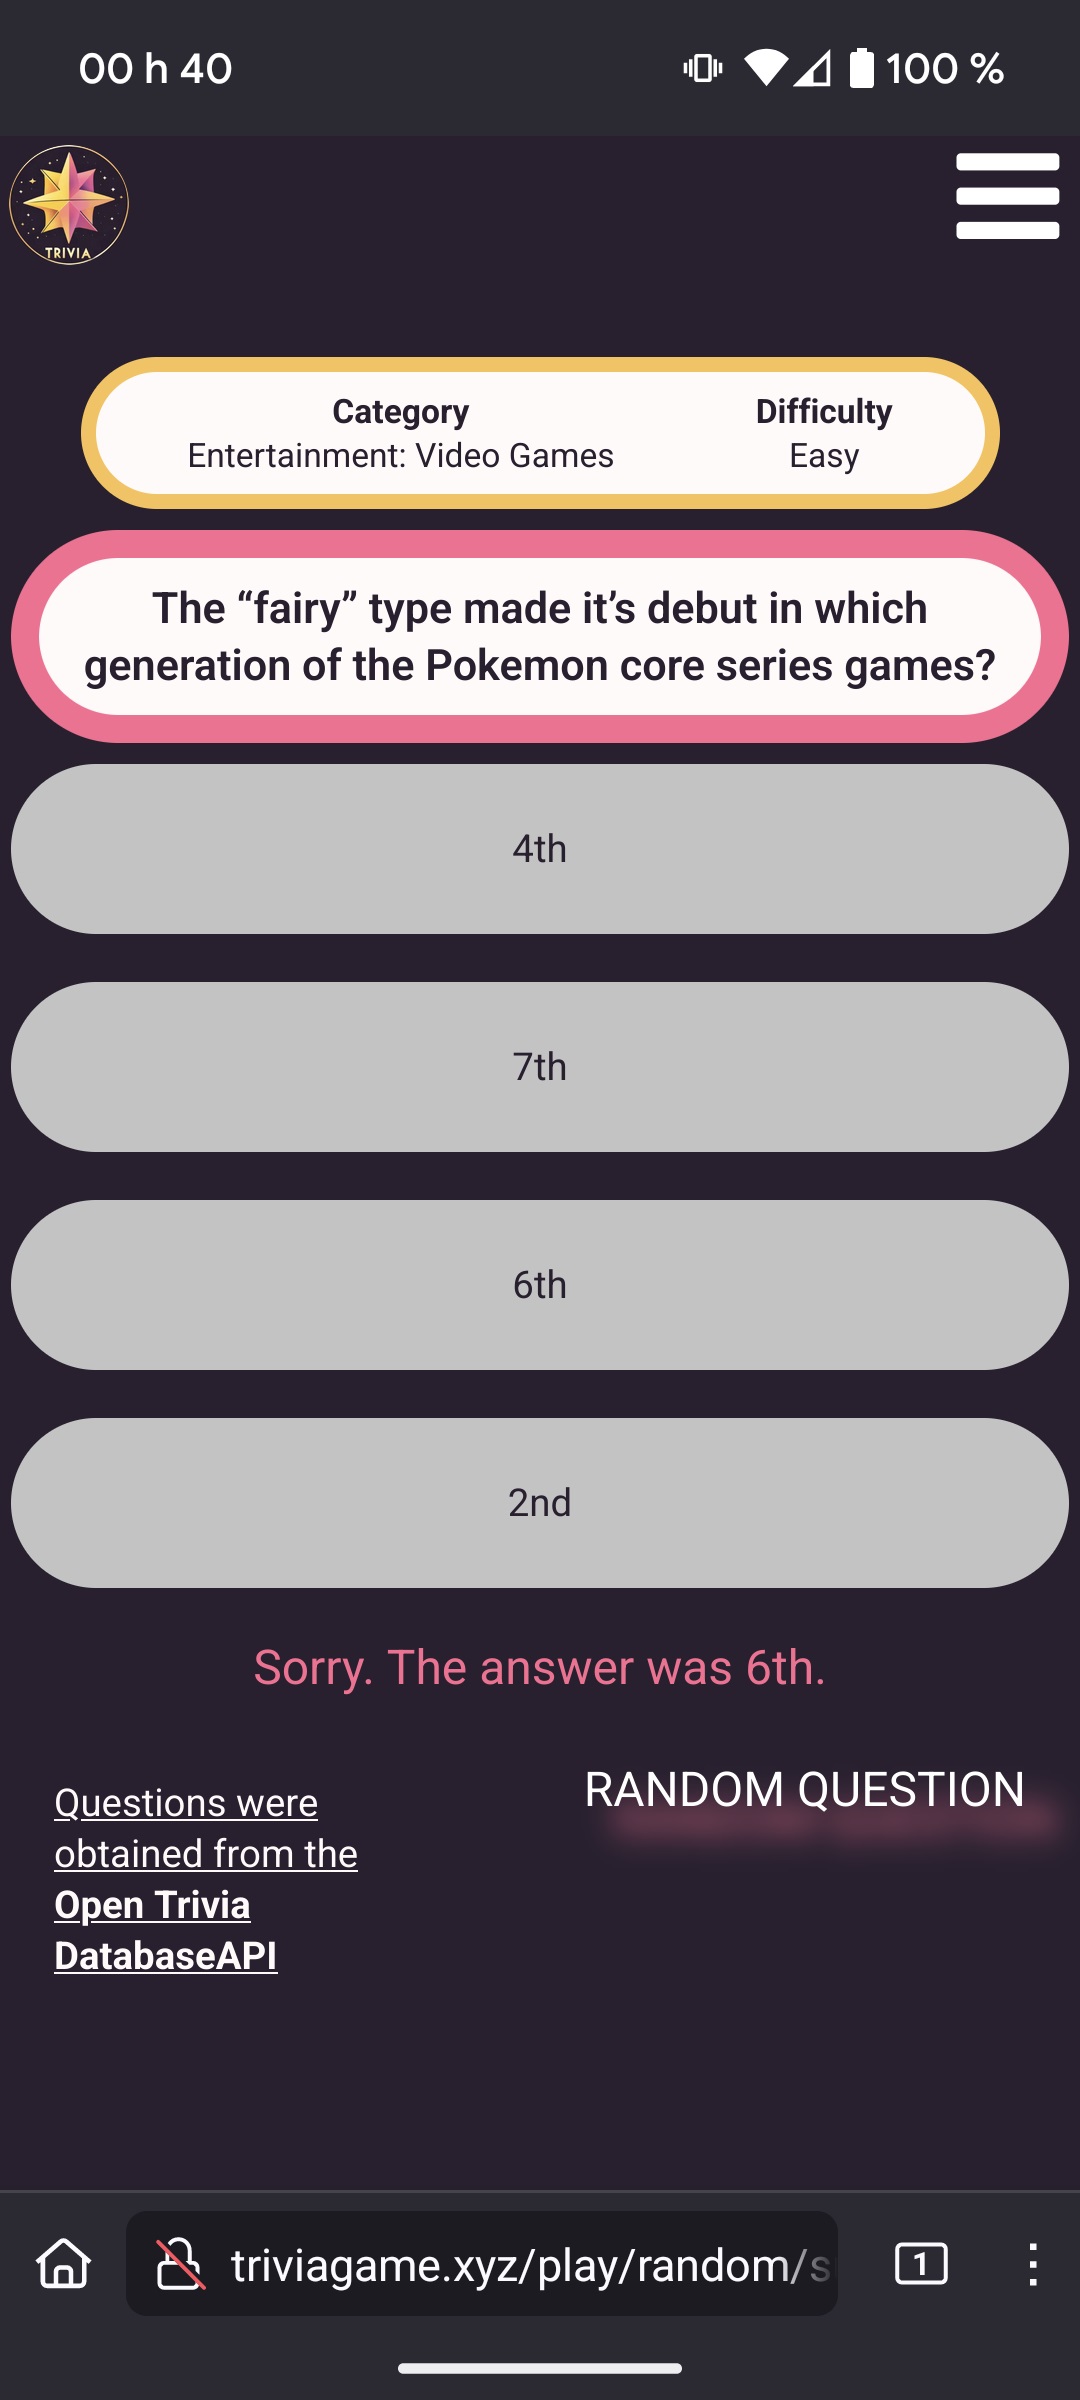 00 h 40
100 %
TRIVIA
Category
Entertainment: Video Games
Difficulty
Easy
The “fairy” type made it’s debut in which
generation of the Pokemon core series games?
4th
7th
6th
2nd
Sorry. The answer was 6th.
Questions were
obtained from the
Open Trivia
DatabaseAPI
RANDOM QUESTION
triviagame.xyz/play/random/s
1